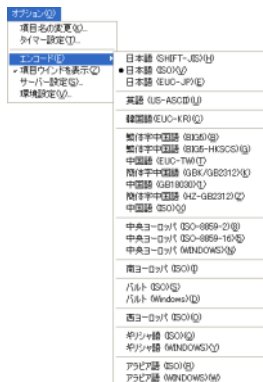 オプション(O)
項目名の変更(K)...
タイマー設定(T)...
エンコード(E)
項目ウインドを表示(Z)
サーバー設定(S)...
環境設定(V)...
日本語 (SHIFT-JIS)(H)
日本語 (ISO)(V)
日本語 (EUC-JP)(E)
英語 (US-ASCII)(U)
韓国語(EUC-KR)(C)
繁体字中国語 (BIG5)(B)
繁体字中国語 (BIG5-HKSCS)(G)
中国語 (EUC-TW)(T)
簡体字中国語 (GBK/GB2312)(K)
中国語 (GB18030)(1)
簡体字中国語 (HZ-GB2312)(Z)
中国語 (ISO)(Y)
中央ヨーロッパ (ISO-8859-2)(8)
中央ヨーロッパ (ISO-8859-16)(5)
中央ヨーロッパ (WINDOWS)(N)
南ヨーロッパ (ISO)(I)
バルト (ISO)(S)
バルト (Windows)(D)
西ヨーロッパ (ISO)(O)
ギリシャ語 (ISO)(Q)
ギリシャ語 (WINDOWS)(Y)
アラビア語 (ISO)(R)
アラビア語 (WINDOWS)(W)